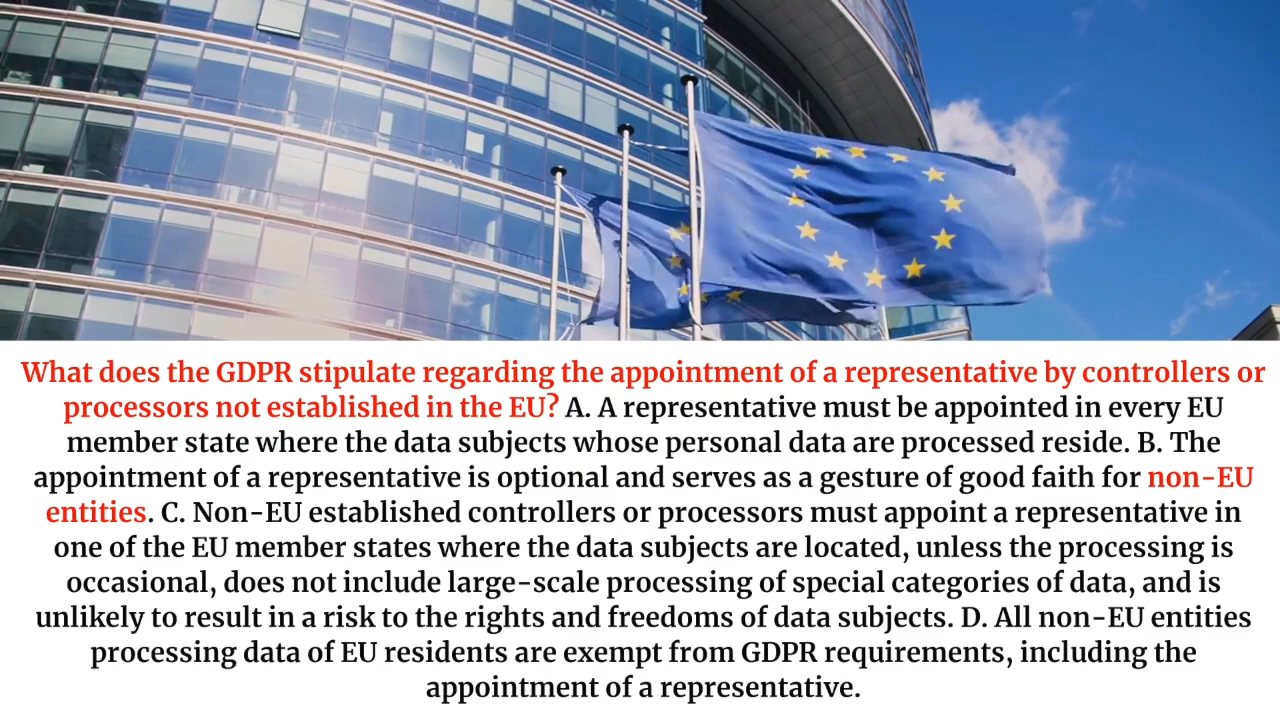 What does the GDPR stipulate regarding the appointment of a representative by controllers or
processors not established in the EU? A. A representative must be appointed in every EU
member state where the data subjects whose personal data are processed reside. B. The
appointment of a representative is optional and serves as a gesture of good faith for non-EU
entities. C. Non-EU established controllers or processors must appoint a representative in
one of the EU member states where the data subjects are located, unless the processing is
occasional, does not include large-scale processing of special categories of data, and is
unlikely to result in a risk to the rights and freedoms of data subjects. D. All non-EU entities
processing data of EU residents are exempt from GDPR requirements, including the
appointment of a representative.